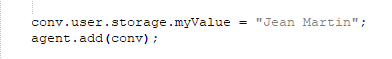 conv.user.storage.myValue = "Jean Martin";
agent.add(conv);